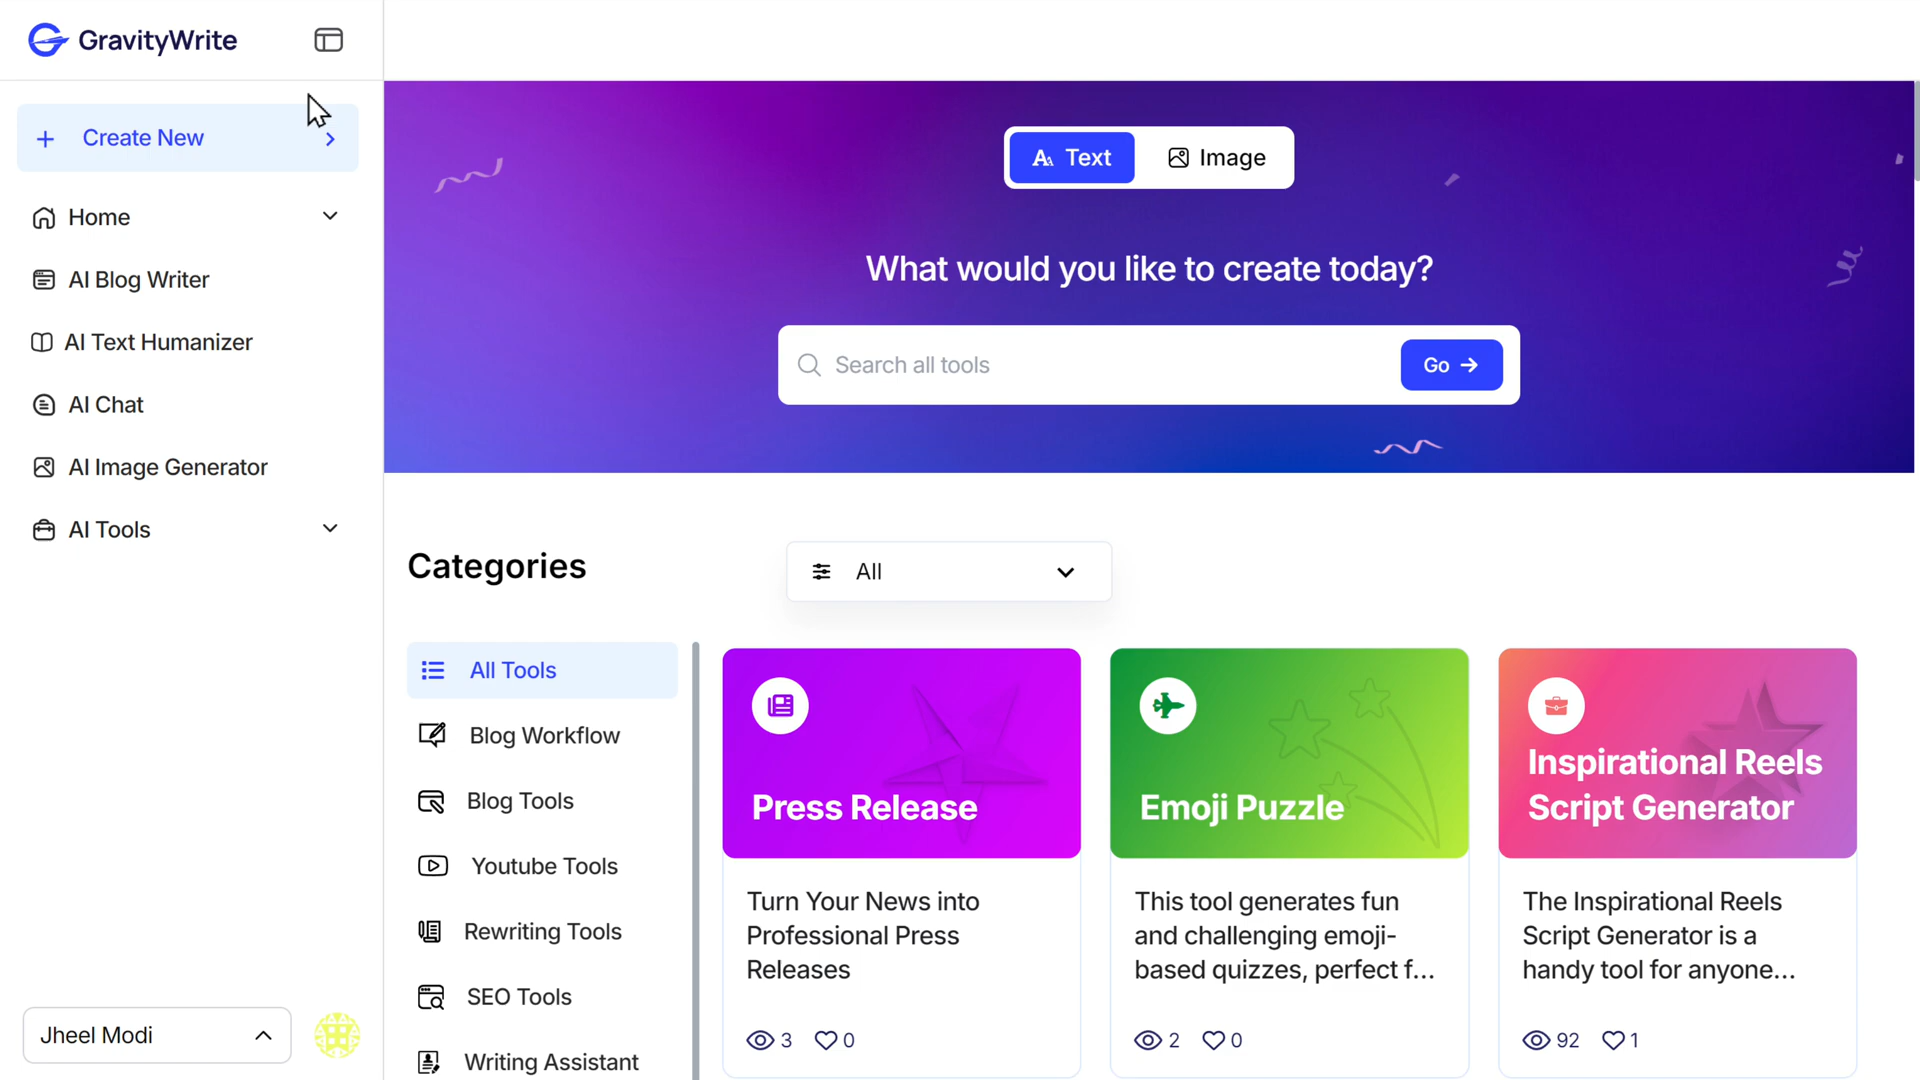 GravityWrite
Create New
Home
AI Blog Writer
AI Text Humanizer
AI Chat
AI Image Generator
AI Tools
Jheel Modi
Text
Image
What would you like to create today?
Search all tools
Go
Categories
All
All Tools
Blog Workflow
Blog Tools
Youtube Tools
Rewriting Tools
SEO Tools
Writing Assistant
Press Release
Turn Your News into
Professional Press
Releases
3
0
Emoji Puzzle
This tool generates fun
and challenging emoji-
based quizzes, perfect f...
2
0
Inspirational Reels
Script Generator
The Inspirational Reels
Script Generator is a
handy tool for anyone...
92
1